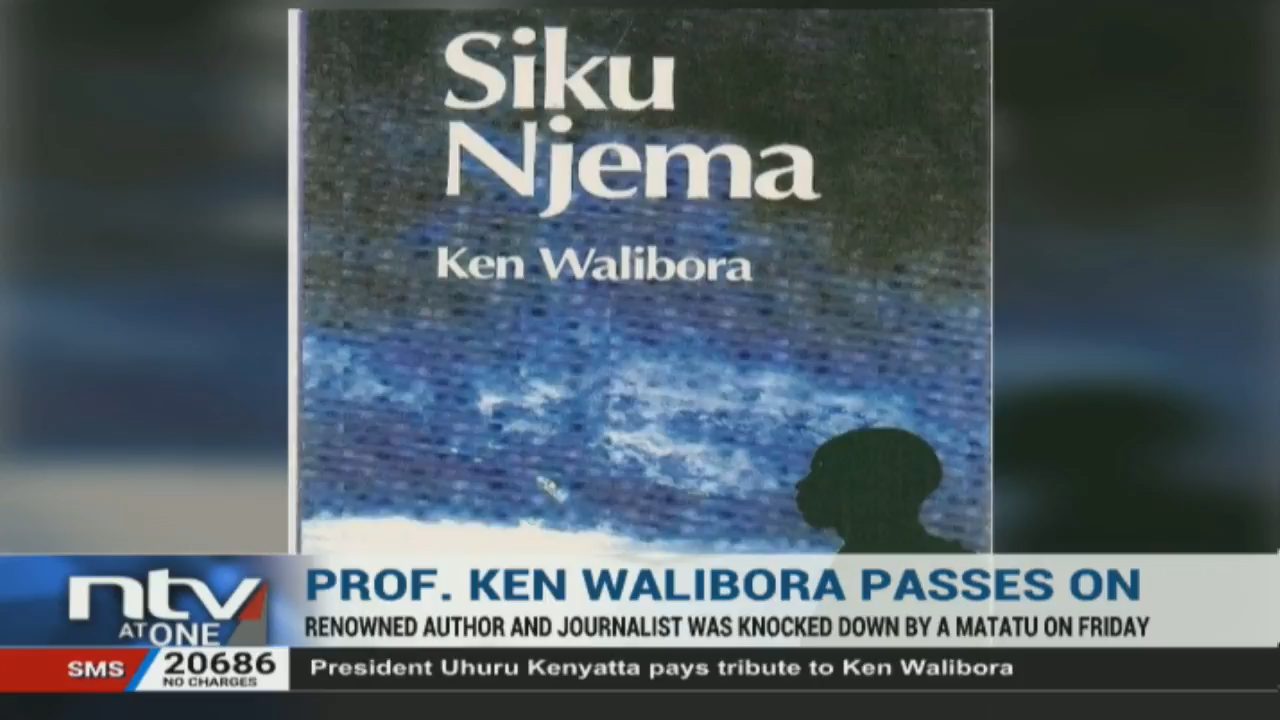 Siku
Njema
Ken Walibora
ntv
AT ONE
PROF. KEN WALIBORA PASSES ON
RENOWNED AUTHOR AND JOURNALIST WAS KNOCKED DOWN BY A MATATU ON FRIDAY
SMS 20686
NO CHARGES
President Uhuru Kenyatta pays tribute to Ken Walibora